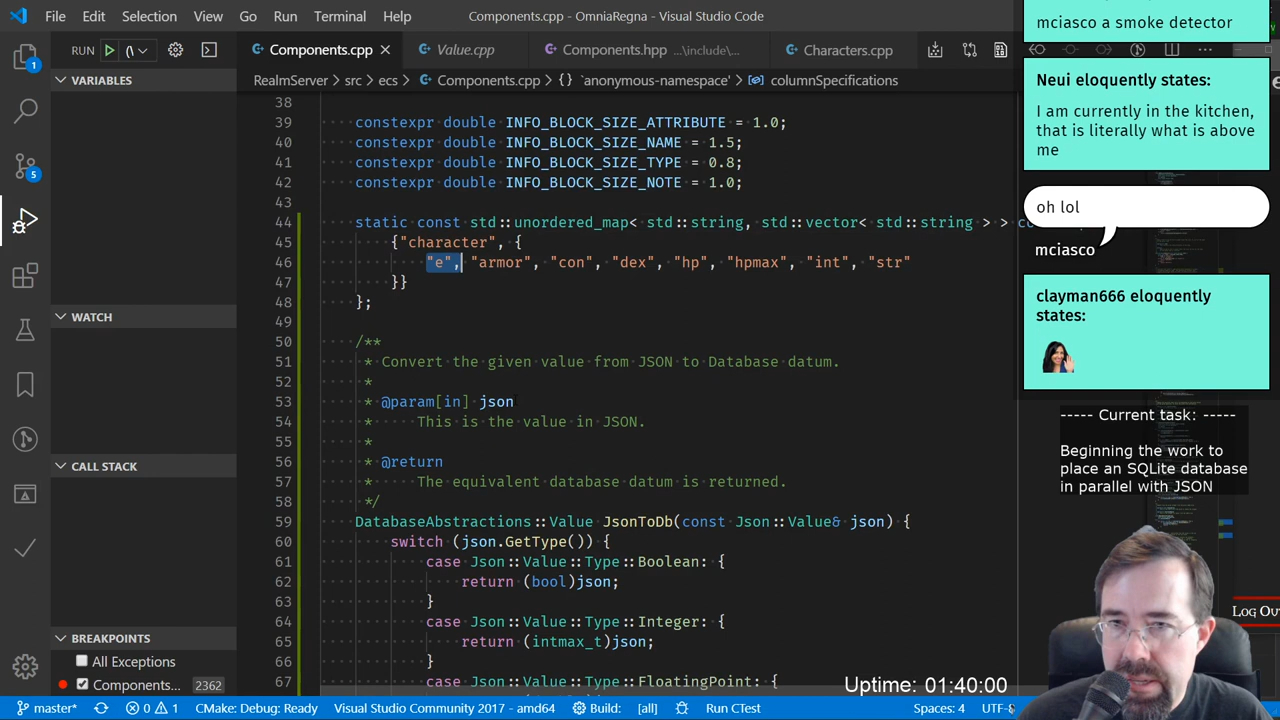 File Edit Selection View Go Run Terminal Help
Components.cpp - OmniaRegna - Visual Studio Code
RUN
Components.cpp
Value.cpp
Components.hpp ...\include\...
Characters.cpp
RealmServer > src > ecs > Components.cpp > {} `anonymous-namespace` > columnSpecifications
VARIABLES
WATCH
CALL STACK
BREAKPOINTS
All Exceptions
Components... 2362
38
39 constexpr double INFO_BLOCK_SIZE_ATTRIBUTE = 1.0;
40 constexpr double INFO_BLOCK_SIZE_NAME = 1.5;
41 constexpr double INFO_BLOCK_SIZE_TYPE = 0.8;
42 constexpr double INFO_BLOCK_SIZE_NOTE = 1.0;
43
44 static const std::unordered_map< std::string, std::vector< std::string > > c
45 {"character", {
46 "e", "armor", "con", "dex", "hp", "hpmax", "int", "str"
47 }}
48 };
49
50 /**
51 * Convert the given value from JSON to Database datum.
52 *
53 * @param[in] json
54 * This is the value in JSON.
55 *
56 * @return
57 * The equivalent database datum is returned.
58 */
59 DatabaseAbstractions::Value JsonToDb(const Json::Value& json) {
60 switch (json.GetType()) {
61 case Json::Value::Type::Boolean: {
62 return (bool)json;
63 }
64 case Json::Value::Type::Integer: {
65 return (intmax_t)json;
66 }
67 case Json::Value::Type::FloatingPoint: {
mciasco a smoke detector
Neui eloquently states:
I am currently in the kitchen,
that is literally what is above
me
oh lol
mciasco
clayman666 eloquently
states:
----- Current task: -----
Beginning the work to
place an SQLite database
in parallel with JSON
Uptime: 01:40:00
master* 0 1 CMake: Debug: Ready Visual Studio Community 2017 - amd64 Build: [all] Run CTest Spaces: 4 UTF-8